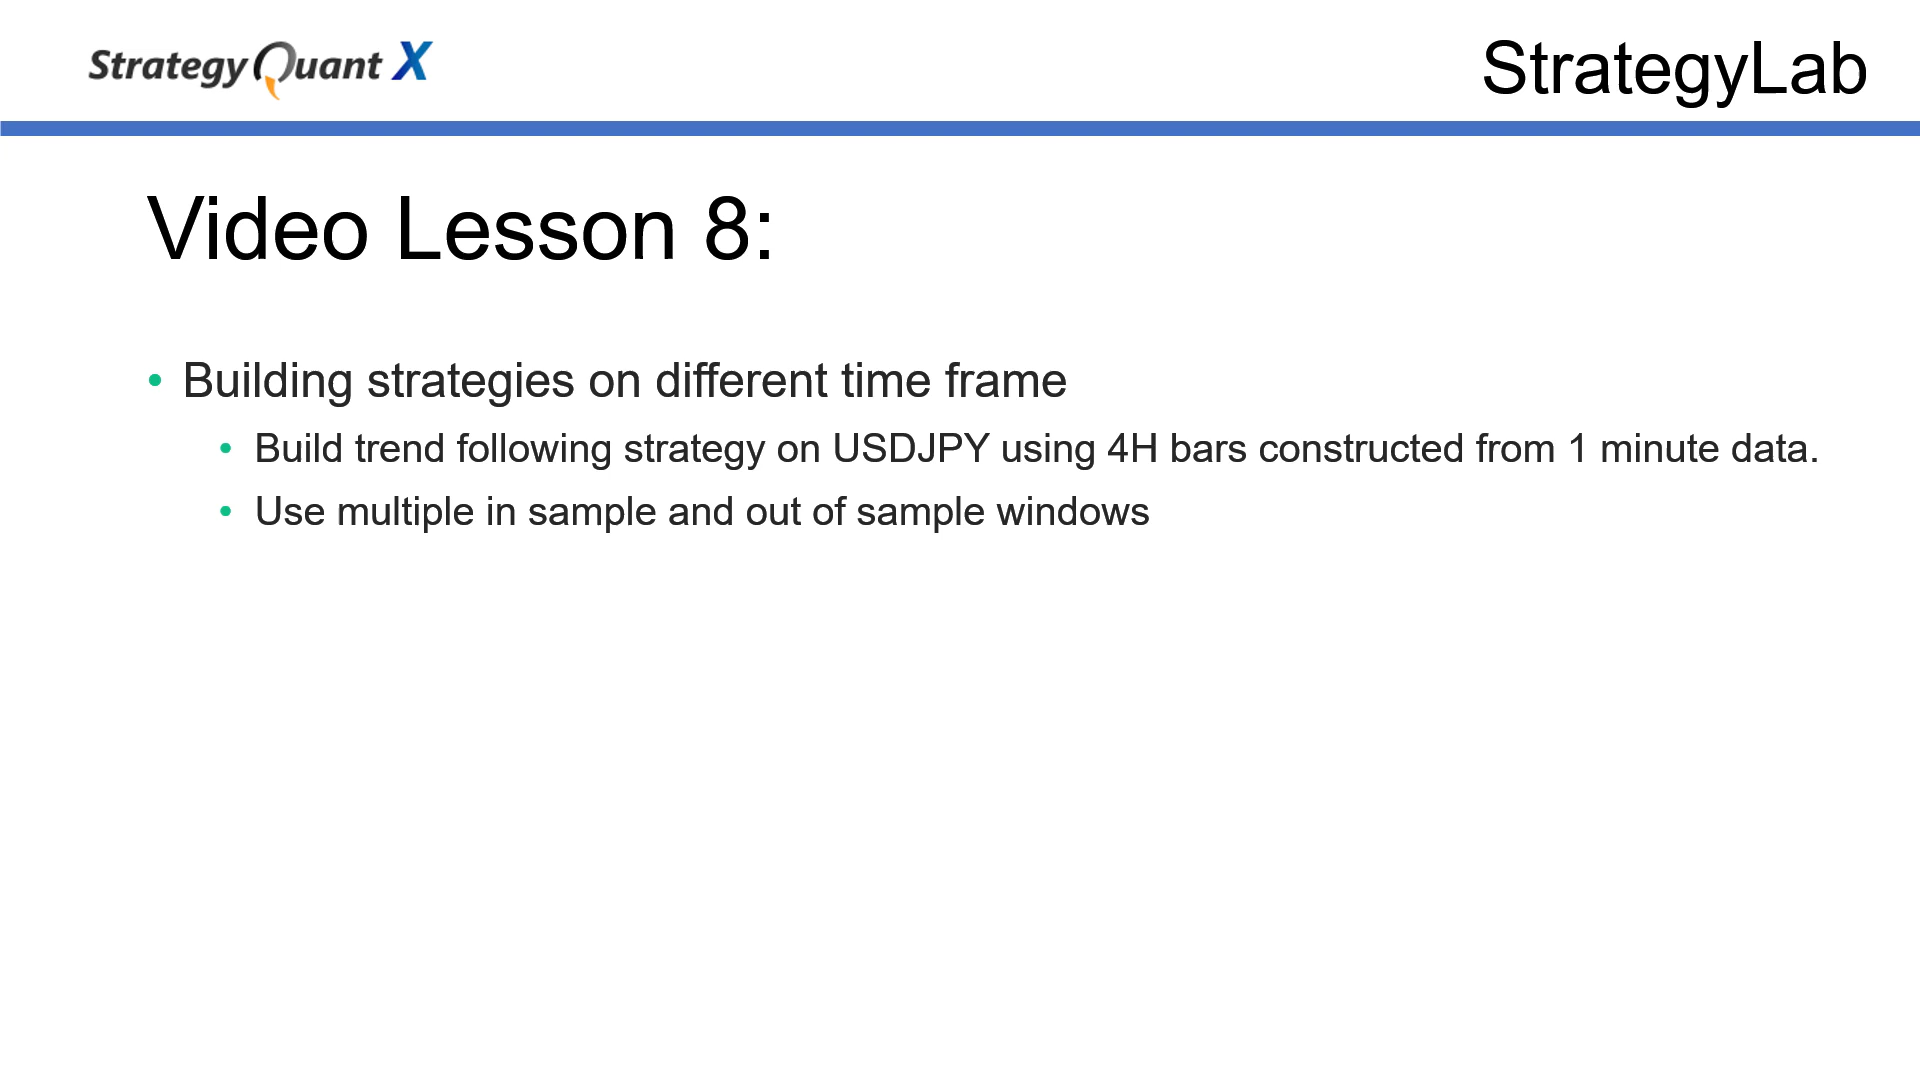 StrategyQuant X
StrategyLab
Video Lesson 8:
• Building strategies on different time frame
• Build trend following strategy on USDJPY using 4H bars constructed from 1 minute data.
• Use multiple in sample and out of sample windows